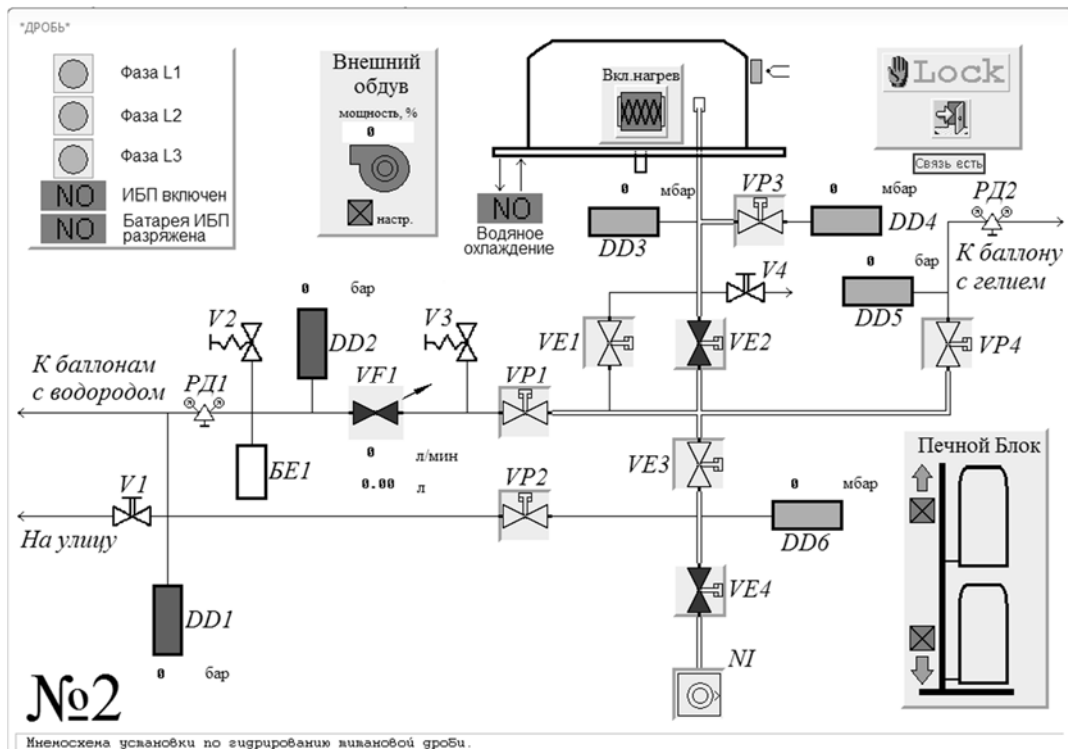 *ДРОБЬ*
Фаза L1
Фаза L2
Фаза L3
NO ИБП включен
NO Батарея ИБП
разряжена
Внешний
обдув
мощность, %
0
настр.
Вкл.нагрев
Lock
Связь есть
NO
Водяное
охлаждение
0 мбар
DD3
VP3
0 мбар
DD4
РД2
К баллону
с гелием
0 бар
DD5
V4
VE1
VE2
VP4
0 бар
DD2
V2
V3
К баллонам
с водородом
РД1
VF1
VP1
0 л/мин
0.00 л
БЕ1
VE3
V1
VP2
0 мбар
DD6
На улицу
VE4
DD1
0 бар
NI
Печной Блок
№2
Мнемосхема установки по гидрированию титановой дроби.